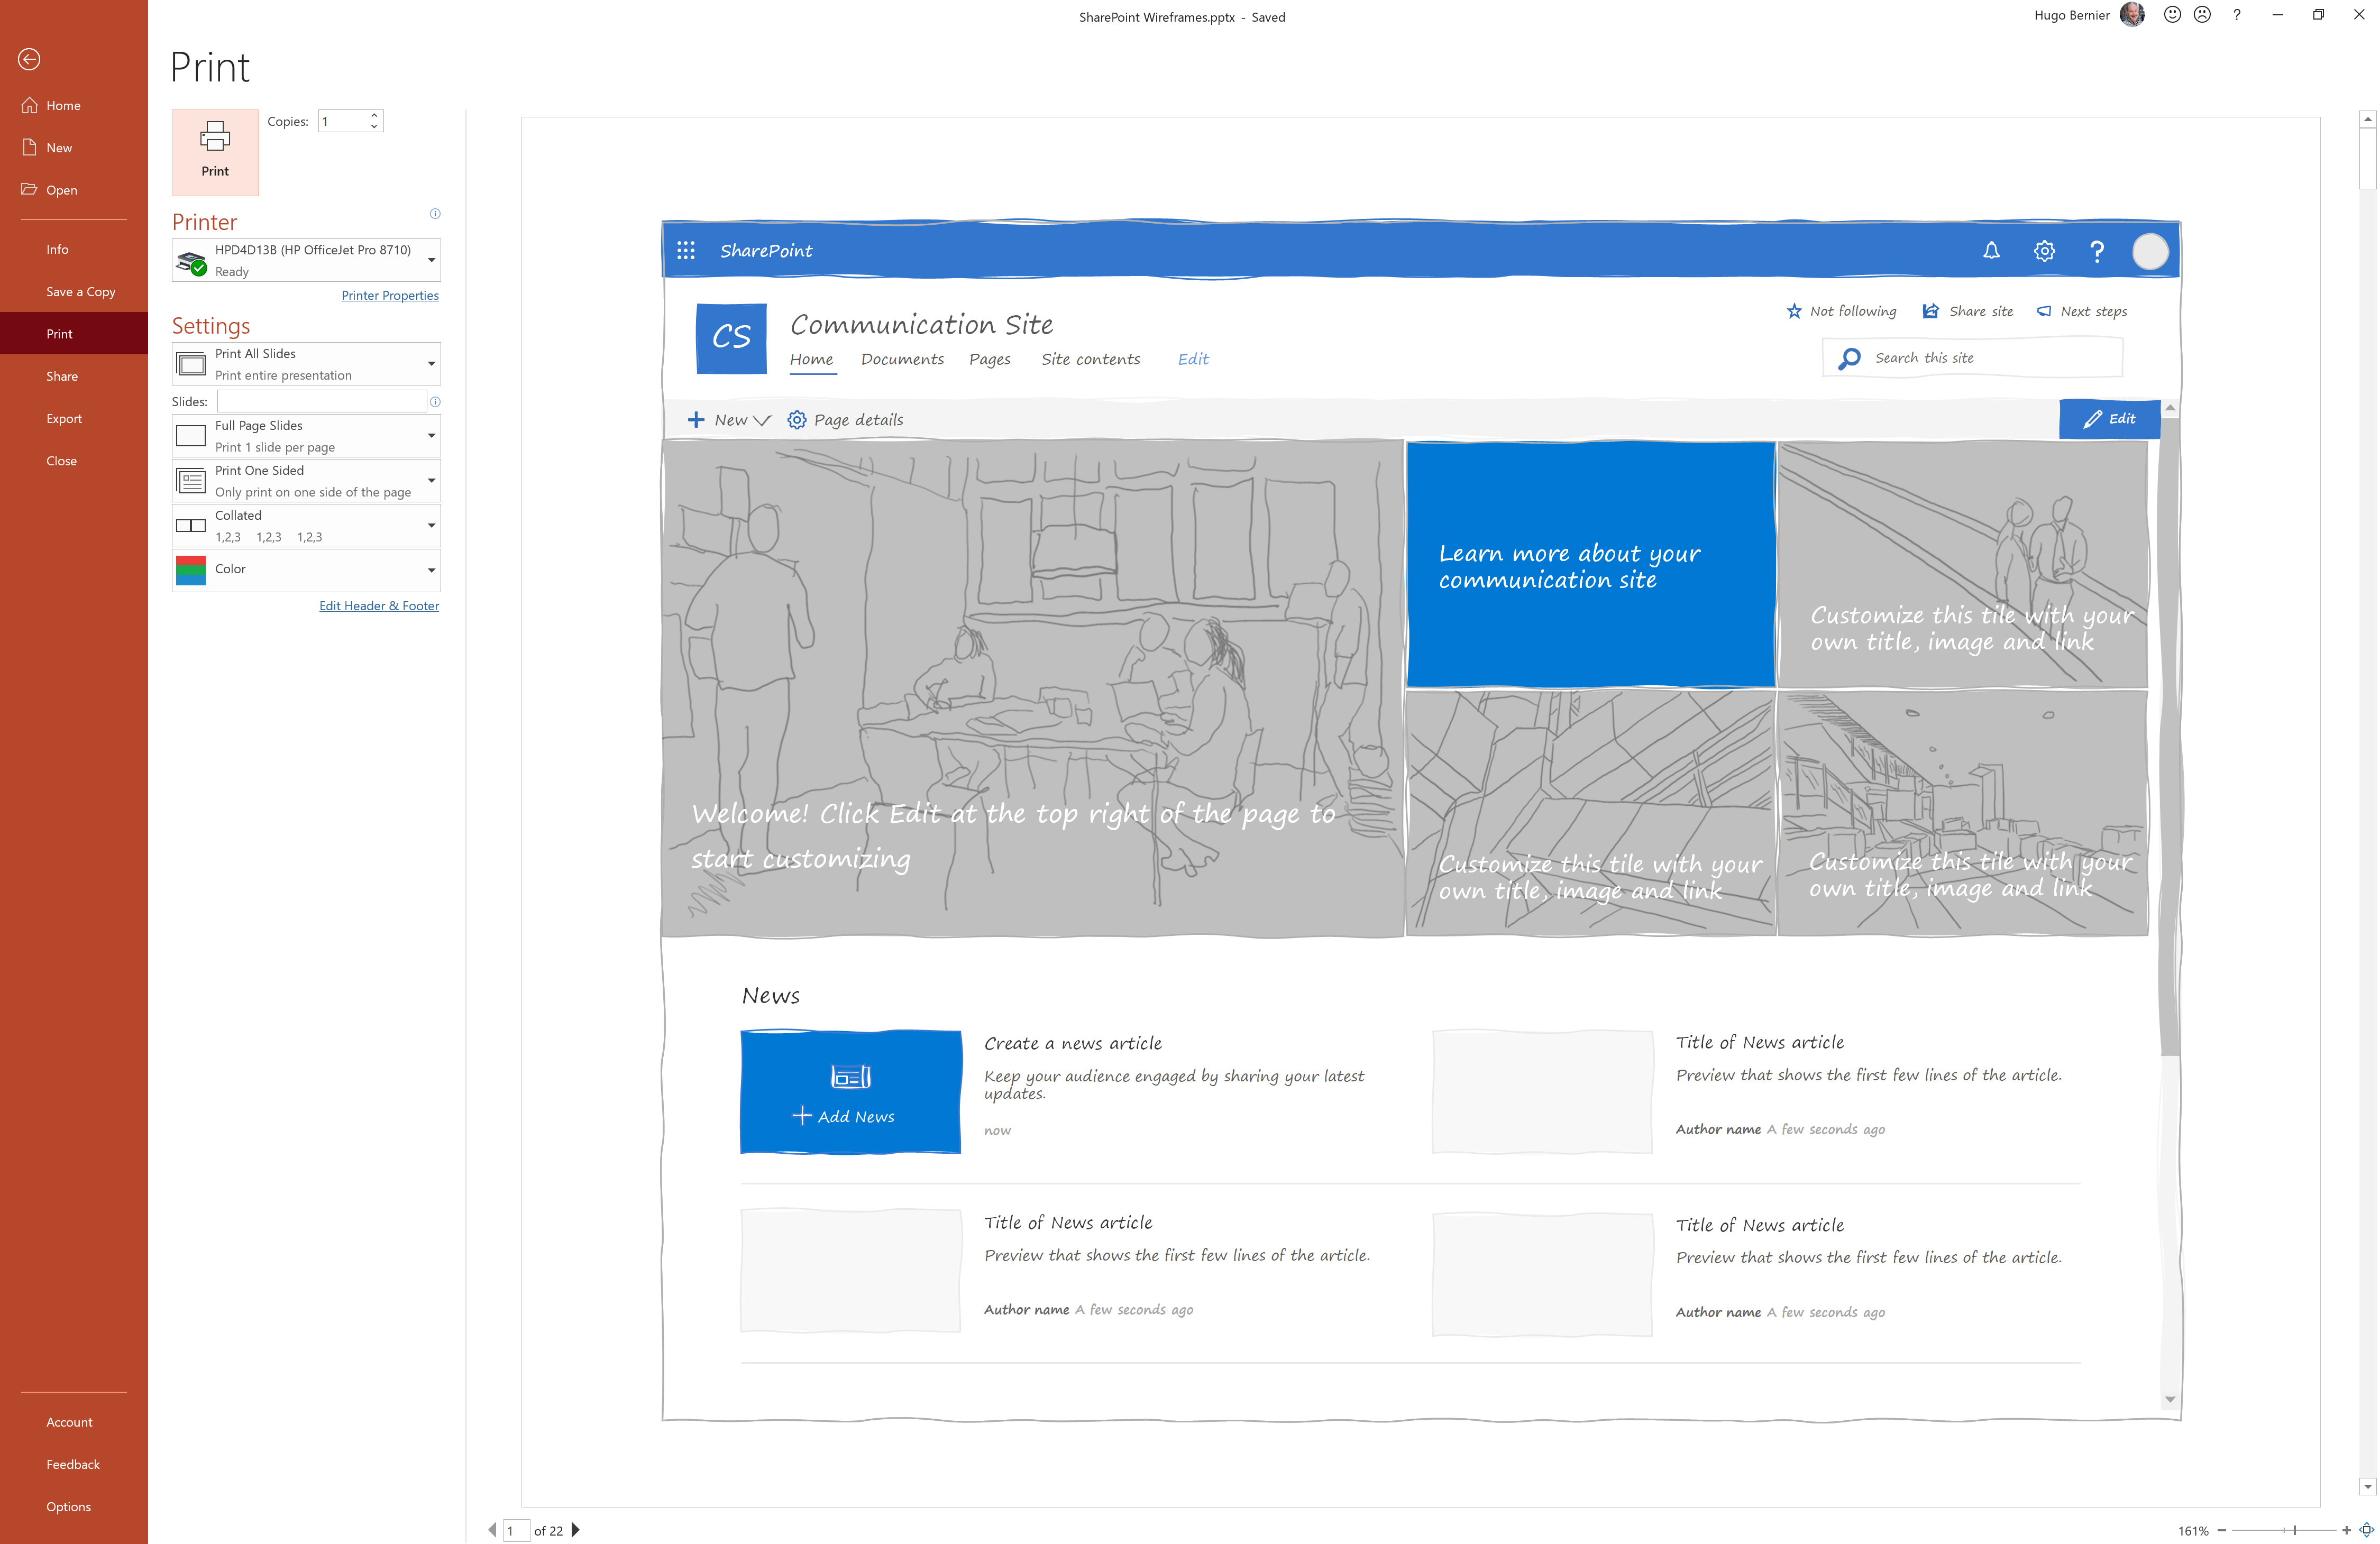 SharePoint Wireframes.pptx - Saved
Hugo Bernier
?
Home
New
Open
Info
Save a Copy
Print
Share
Export
Close
Account
Feedback
Options
Print
Print
Copies: 1
Printer
HPD4D13B (HP OfficeJet Pro 8710)
Ready
Printer Properties
Settings
Print All Slides
Print entire presentation
Slides:
Full Page Slides
Print 1 slide per page
Print One Sided
Only print on one side of the page
Collated
1,2,3 1,2,3 1,2,3
Color
Edit Header & Footer
SharePoint
?
CS
Communication Site
Home Documents Pages Site contents Edit
Not following Share site Next steps
Search this site
New Page details
Edit
Welcome! Click Edit at the top right of the page to
start customizing
Learn more about your
communication site
Customize this tile with your
own title, image and link
Customize this tile with your
own title, image and link
Customize this tile with your
own title, image and link
News
Add News
Create a news article
Keep your audience engaged by sharing your latest
updates.
now
Title of News article
Preview that shows the first few lines of the article.
Author name A few seconds ago
Title of News article
Preview that shows the first few lines of the article.
Author name A few seconds ago
Title of News article
Preview that shows the first few lines of the article.
Author name A few seconds ago
1 of 22
161%